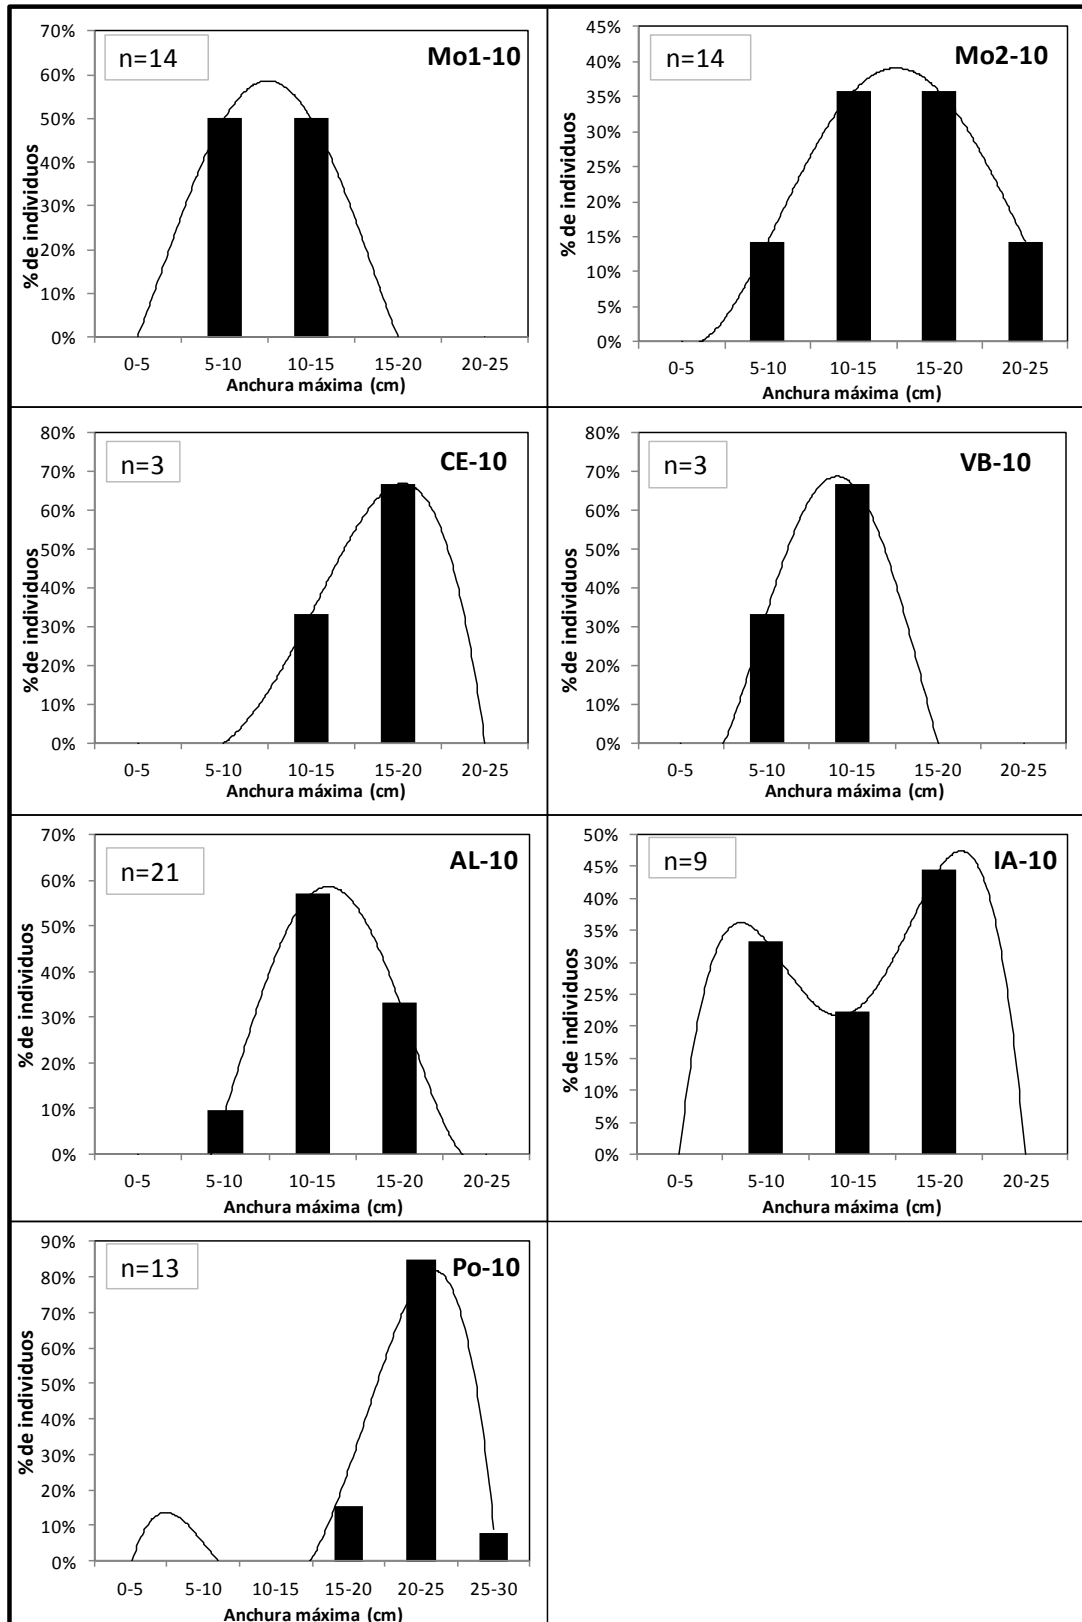 70%
60%
50%
40%
30%
20%
10%
0%
% de individuos
n=14
Mo1-10
0-5 5-10 10-15 15-20 20-25
Anchura máxima (cm)
45%
40%
35%
30%
25%
20%
15%
10%
5%
0%
% de individuos
n=14
Mo2-10
0-5 5-10 10-15 15-20 20-25
Anchura máxima (cm)
80%
70%
60%
50%
40%
30%
20%
10%
0%
% de individuos
n=3
CE-10
0-5 5-10 10-15 15-20 20-25
Anchura máxima (cm)
80%
70%
60%
50%
40%
30%
20%
10%
0%
% de individuos
n=3
VB-10
0-5 5-10 10-15 15-20 20-25
Anchura máxima (cm)
70%
60%
50%
40%
30%
20%
10%
0%
% de individuos
n=21
AL-10
0-5 5-10 10-15 15-20 20-25
Anchura máxima (cm)
50%
45%
40%
35%
30%
25%
20%
15%
10%
5%
0%
% de individuos
n=9
IA-10
0-5 5-10 10-15 15-20 20-25
Anchura máxima (cm)
90%
80%
70%
60%
50%
40%
30%
20%
10%
0%
% de individuos
n=13
Po-10
0-5 5-10 10-15 15-20 20-25 25-30
Anchura máxima (cm)